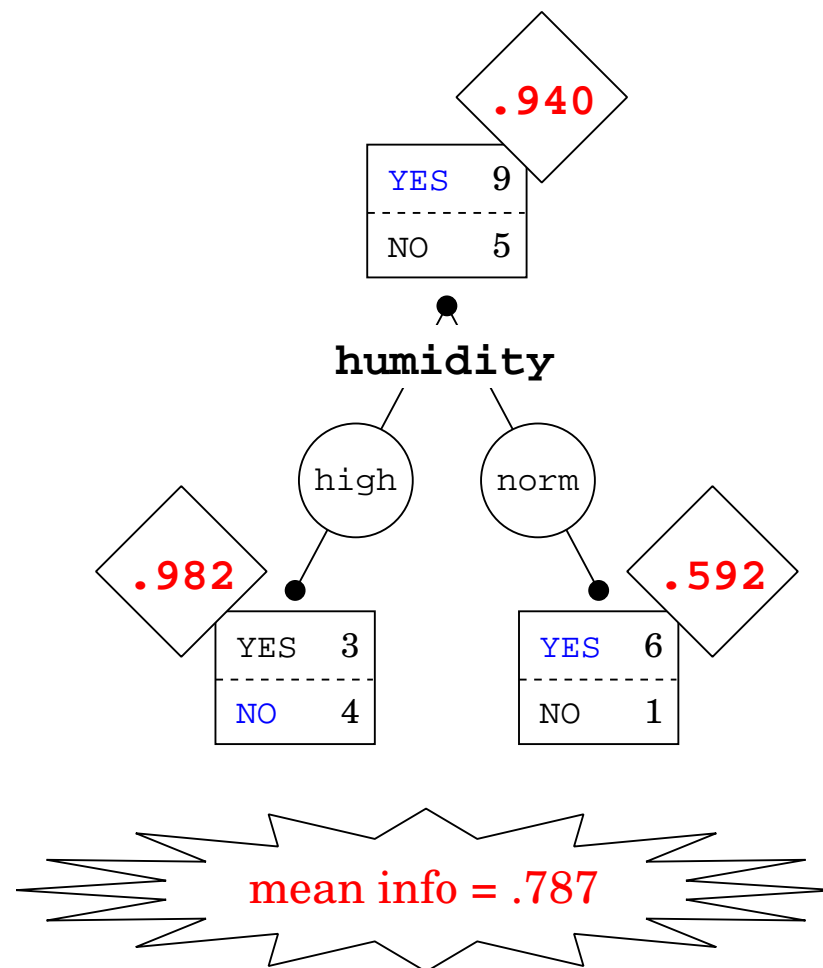 .940
YES 9
NO 5
humidity
high norm
.982 .592
YES 3 YES 6
NO 4 NO 1
mean info = .787